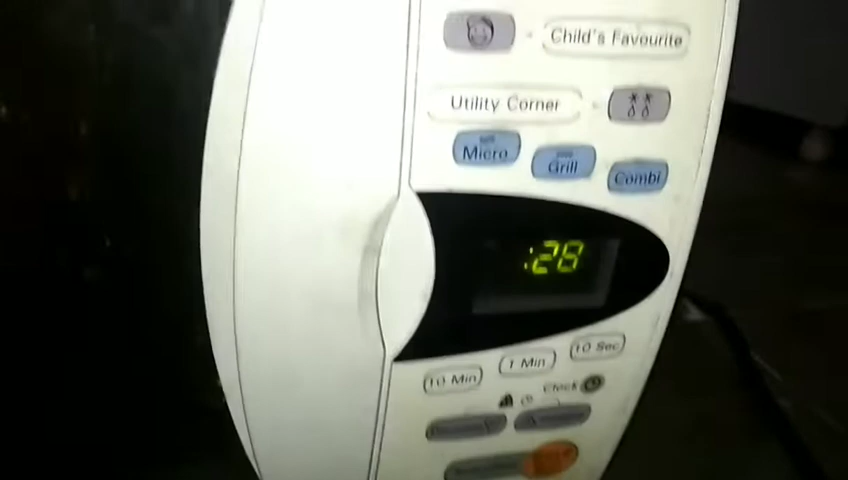 Child's Favourite
Utility Corner
Micro
Grill
Combi
:28
10 Min
1 Min
10 Sec
Clock